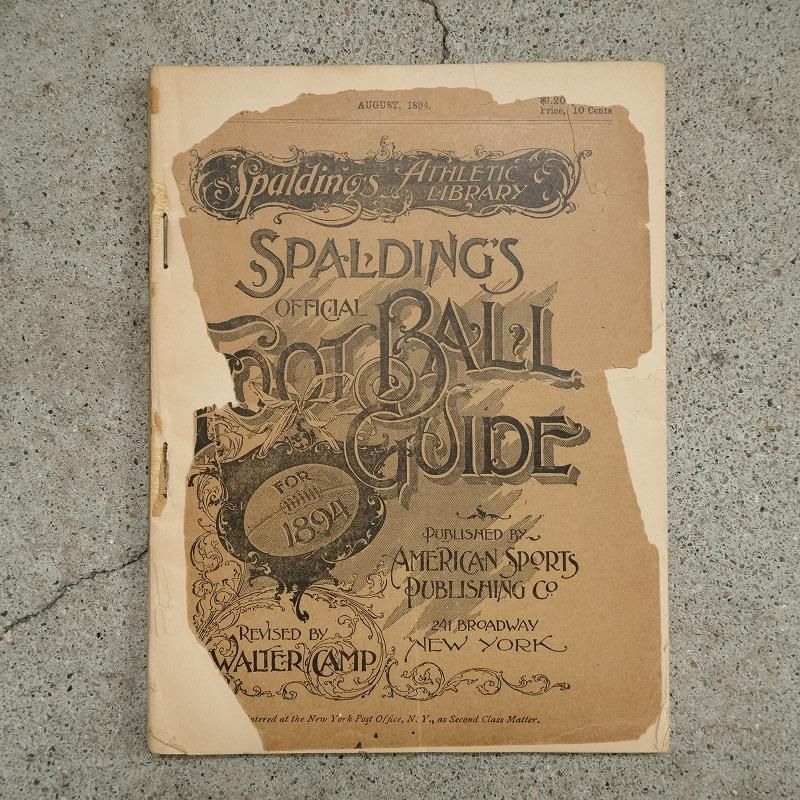 AUGUST, 1894.
$1.20
Price, 10 Cents
Spalding's ATHLETIC
LIBRARY
SPALDING'S
OFFICIAL
FOOT BALL
GUIDE
FOR
1894
PUBLISHED BY
AMERICAN SPORTS
PUBLISHING Co
241 BROADWAY
NEW YORK
REVISED BY
WALTER CAMP
ntered at the New York Post Office, N. Y., as Second Class Matter.